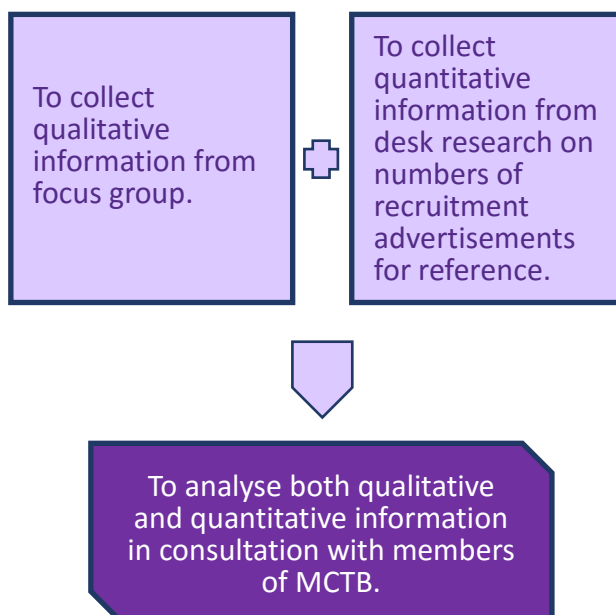 To collect
qualitative
information from
focus group.
To collect
quantitative
information from
desk research on
numbers of
recruitment
advertisements
for reference.
To analyse both qualitative
and quantitative information
in consultation with members
of MCTB.